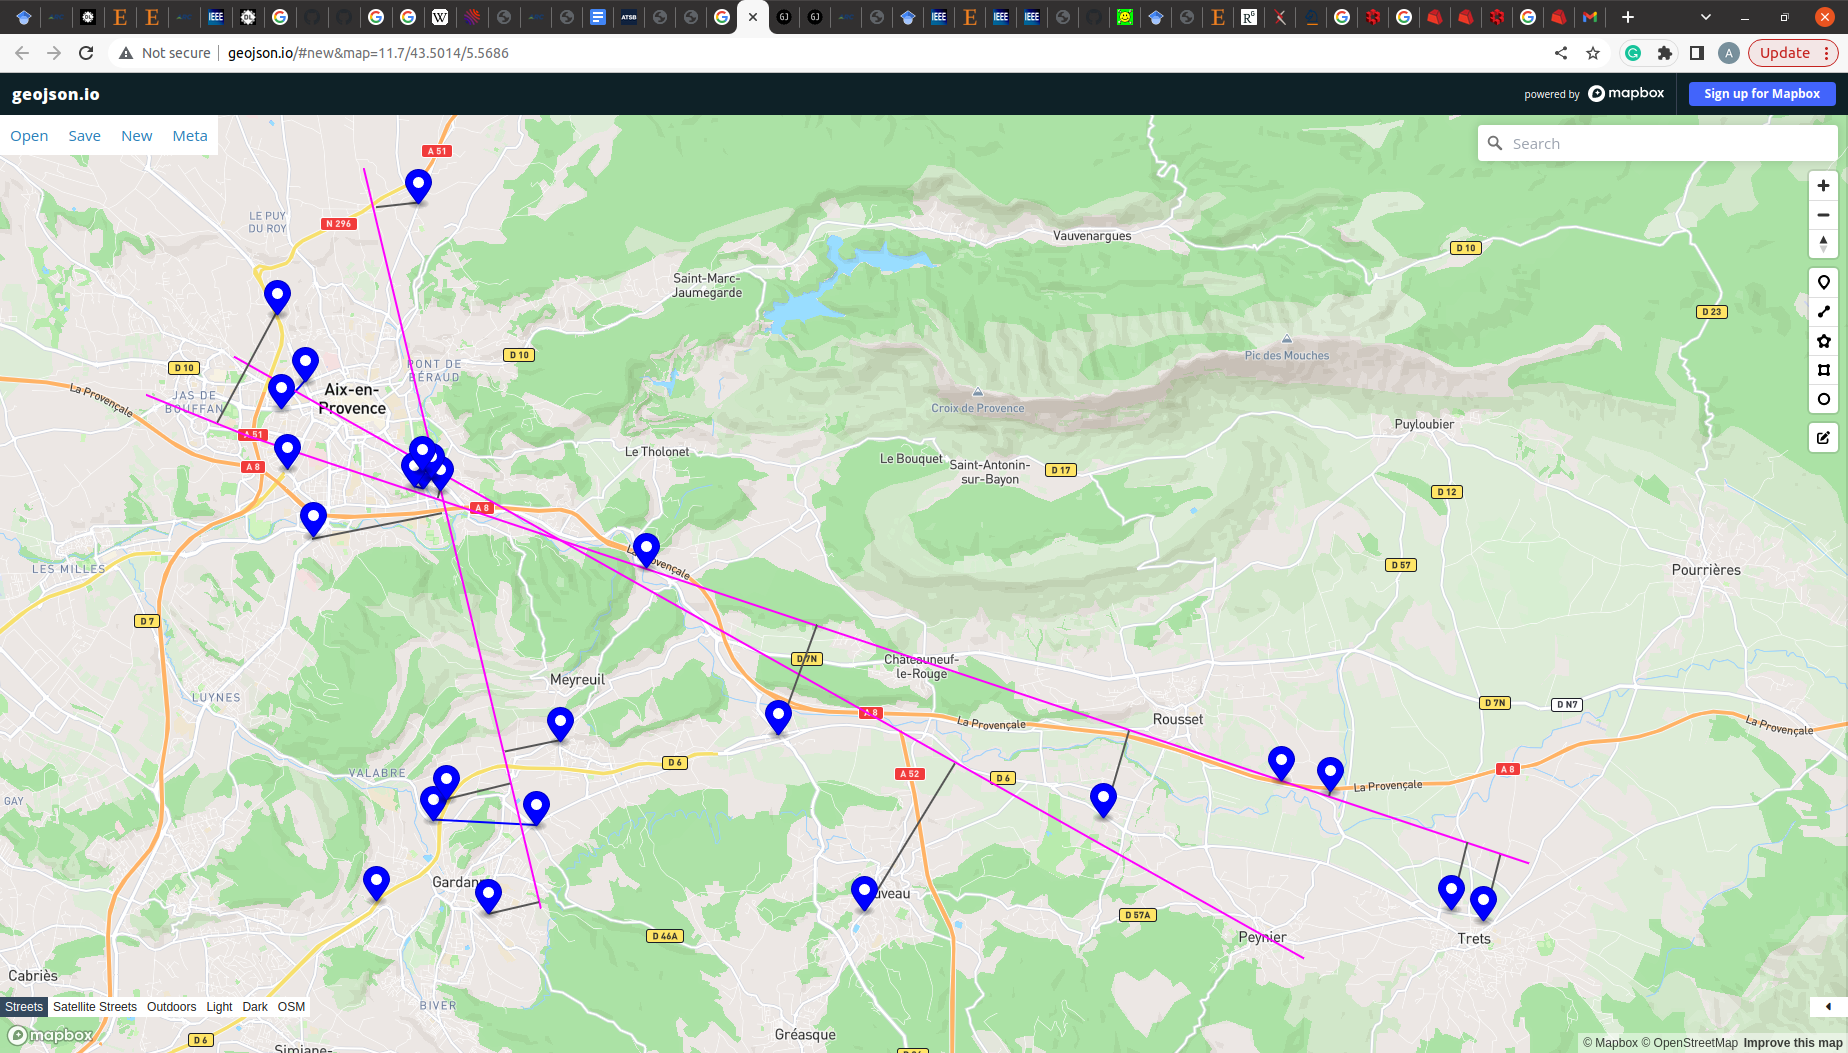 Not secure
geojson.io/#new&map=11.7/43.5014/5.5686
A
Update
geojson.io
powered by mapbox
Sign up for Mapbox
Open Save New Meta
Search
A 51
LE PUY
DU ROY
N 296
Vauvenargues
D 10
Saint-Marc-
Jaumegarde
D 23
D 10
PONT DE
BÉRAUD
Pic des Mouches
D 10
La Provençale
JAS DE
BOUFFAN
Aix-en-
Provence
Croix de Provence
Puyloubier
A 51
A 8
Le Tholonet
Le Bouquet
Saint-Antonin-
sur-Bayon
D 17
D 12
A 8
LES MILLES
D 57
Pourrières
D 7
D 7N
Châteauneuf-
le-Rouge
Meyreuil
LUYNES
D 7N
D N7
A 8
La Provençale
Rousset
La Provençale
D 6
VALABRE
A 52
D 6
A 8
La Provençale
GAY
D 57A
D 46A
Peynier
Trets
Cabriès
BIVER
Gréasque
Streets Satellite Streets Outdoors Light Dark OSM
mapbox
D 6
© Mapbox © OpenStreetMap Improve this map